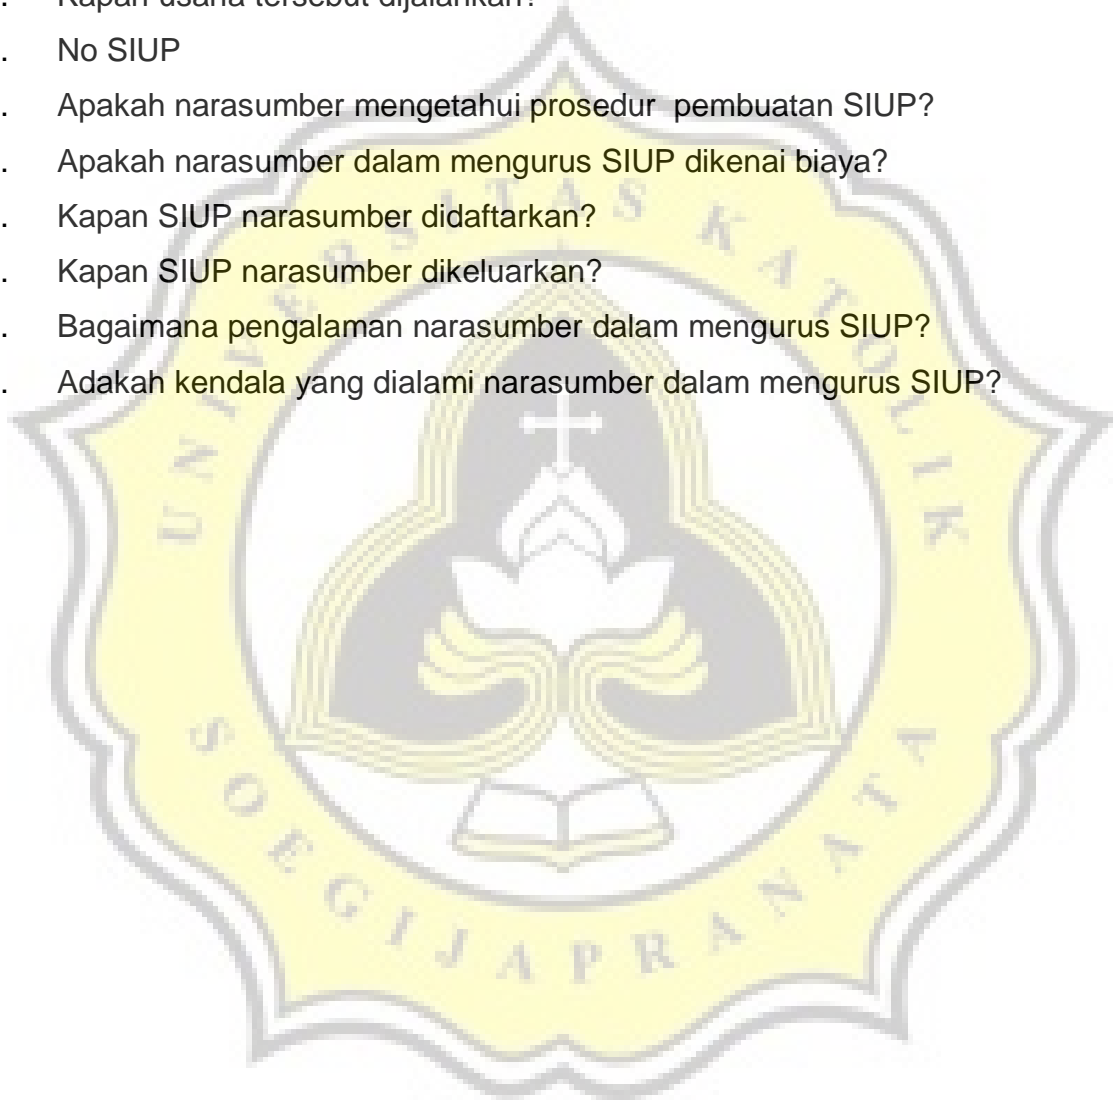 . Kapan usaha tersebut dijalankan?
. No SIUP
. Apakah narasumber mengetahui prosedur pembuatan SIUP?
. Apakah narasumber dalam mengurus SIUP dikenai biaya?
. Kapan SIUP narasumber didaftarkan?
. Kapan SIUP narasumber dikeluarkan?
. Bagaimana pengalaman narasumber dalam mengurus SIUP?
. Adakah kendala yang dialami narasumber dalam mengurus SIUP?
UNIVERSITAS KATOLIK
SOEGIJAPRANATA